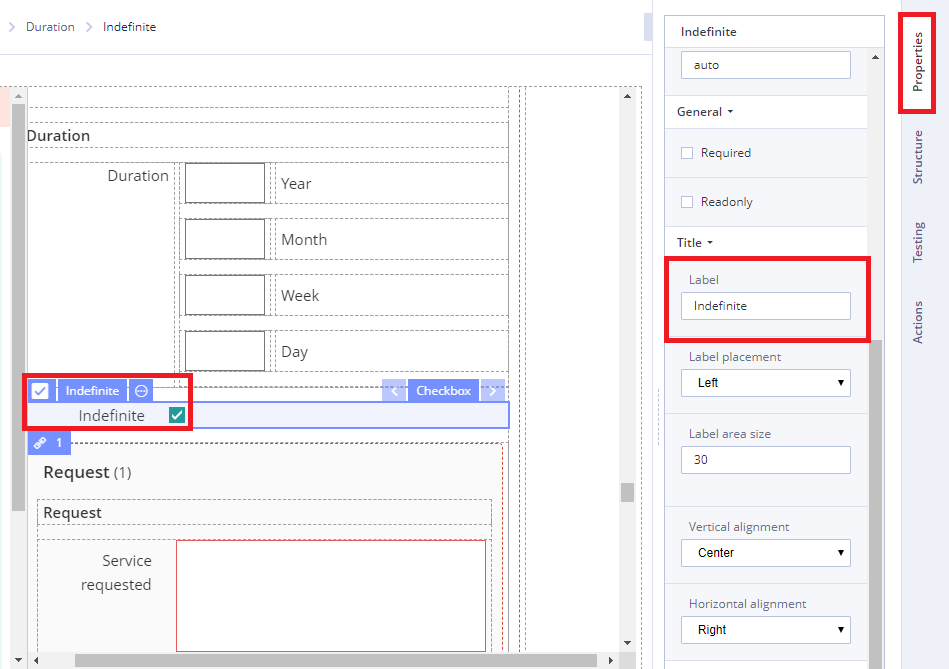 Duration
Indefinite
Duration
Duration
Year
Month
Week
Day
Indefinite
Checkbox
Indefinite
1
Request (1)
Request
Service
requested
Indefinite
auto
General
Required
Readonly
Title
Label
Indefinite
Label placement
Left
Label area size
30
Vertical alignment
Center
Horizontal alignment
Right
Properties
Structure
Testing
Actions